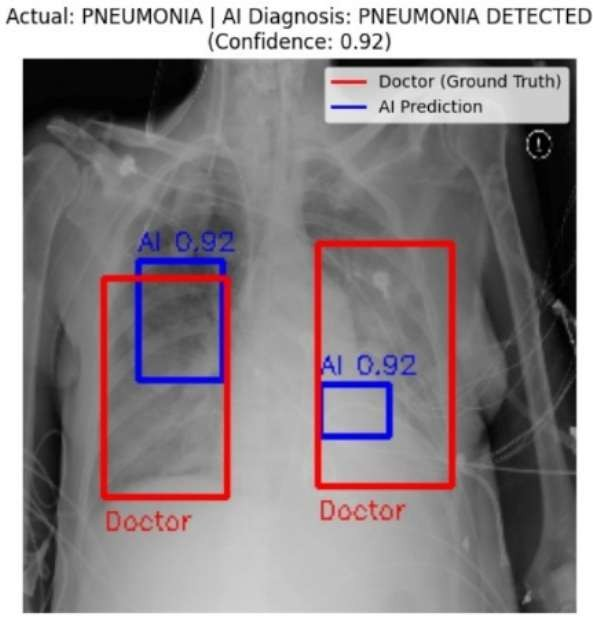 Actual: PNEUMONIA | AI Diagnosis: PNEUMONIA DETECTED
(Confidence: 0.92)
Doctor (Ground Truth)
AI Prediction
!
AI 0.92
AI 0.92
Doctor
Doctor